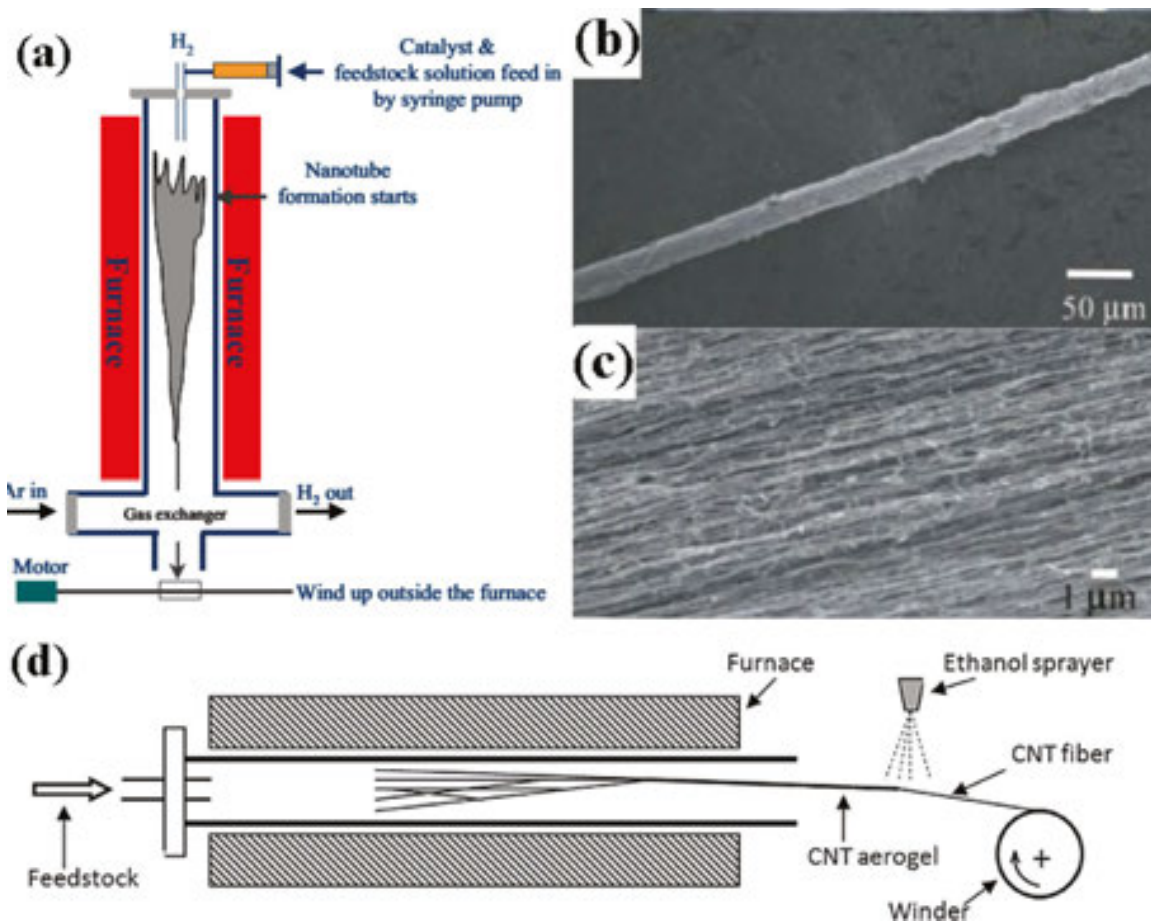 (a)
H2
Catalyst &
feedstock solution feed in
by syringe pump
Nanotube
formation starts
Furnace
Furnace
Ar in
H2 out
Gas exchanger
Motor
Wind up outside the furnace
(b)
50 µm
(c)
1 µm
(d)
Furnace
Ethanol sprayer
CNT fiber
Feedstock
CNT aerogel
Winder